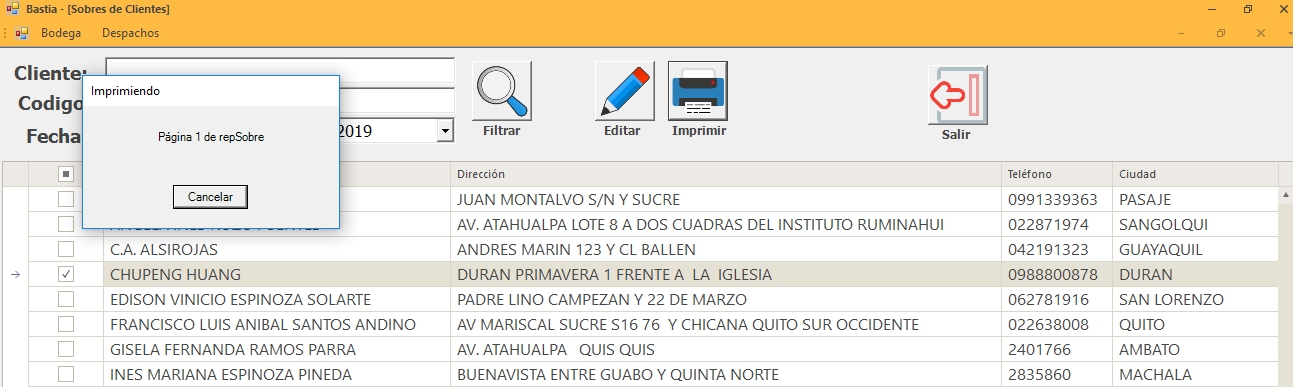 Bastia - [Sobres de Clientes]
Bodega Despachos
Cliente:
Codigo
Fecha 2019
Imprimiendo
Página 1 de repSobre
Cancelar
Filtrar Editar Imprimir Salir
Dirección Teléfono Ciudad
JUAN MONTALVO S/N Y SUCRE 0991339363 PASAJE
AV. ATAHUALPA LOTE 8 A DOS CUADRAS DEL INSTITUTO RUMINAHUI 022871974 SANGOLQUI
C.A. ALSIROJAS ANDRES MARIN 123 Y CL BALLEN 042191323 GUAYAQUIL
CHUPENG HUANG DURAN PRIMAVERA 1 FRENTE A LA IGLESIA 0988800878 DURAN
EDISON VINICIO ESPINOZA SOLARTE PADRE LINO CAMPEZAN Y 22 DE MARZO 062781916 SAN LORENZO
FRANCISCO LUIS ANIBAL SANTOS ANDINO AV MARISCAL SUCRE S16 76 Y CHICANA QUITO SUR OCCIDENTE 022638008 QUITO
GISELA FERNANDA RAMOS PARRA AV. ATAHUALPA QUIS QUIS 2401766 AMBATO
INES MARIANA ESPINOZA PINEDA BUENAVISTA ENTRE GUABO Y QUINTA NORTE 2835860 MACHALA